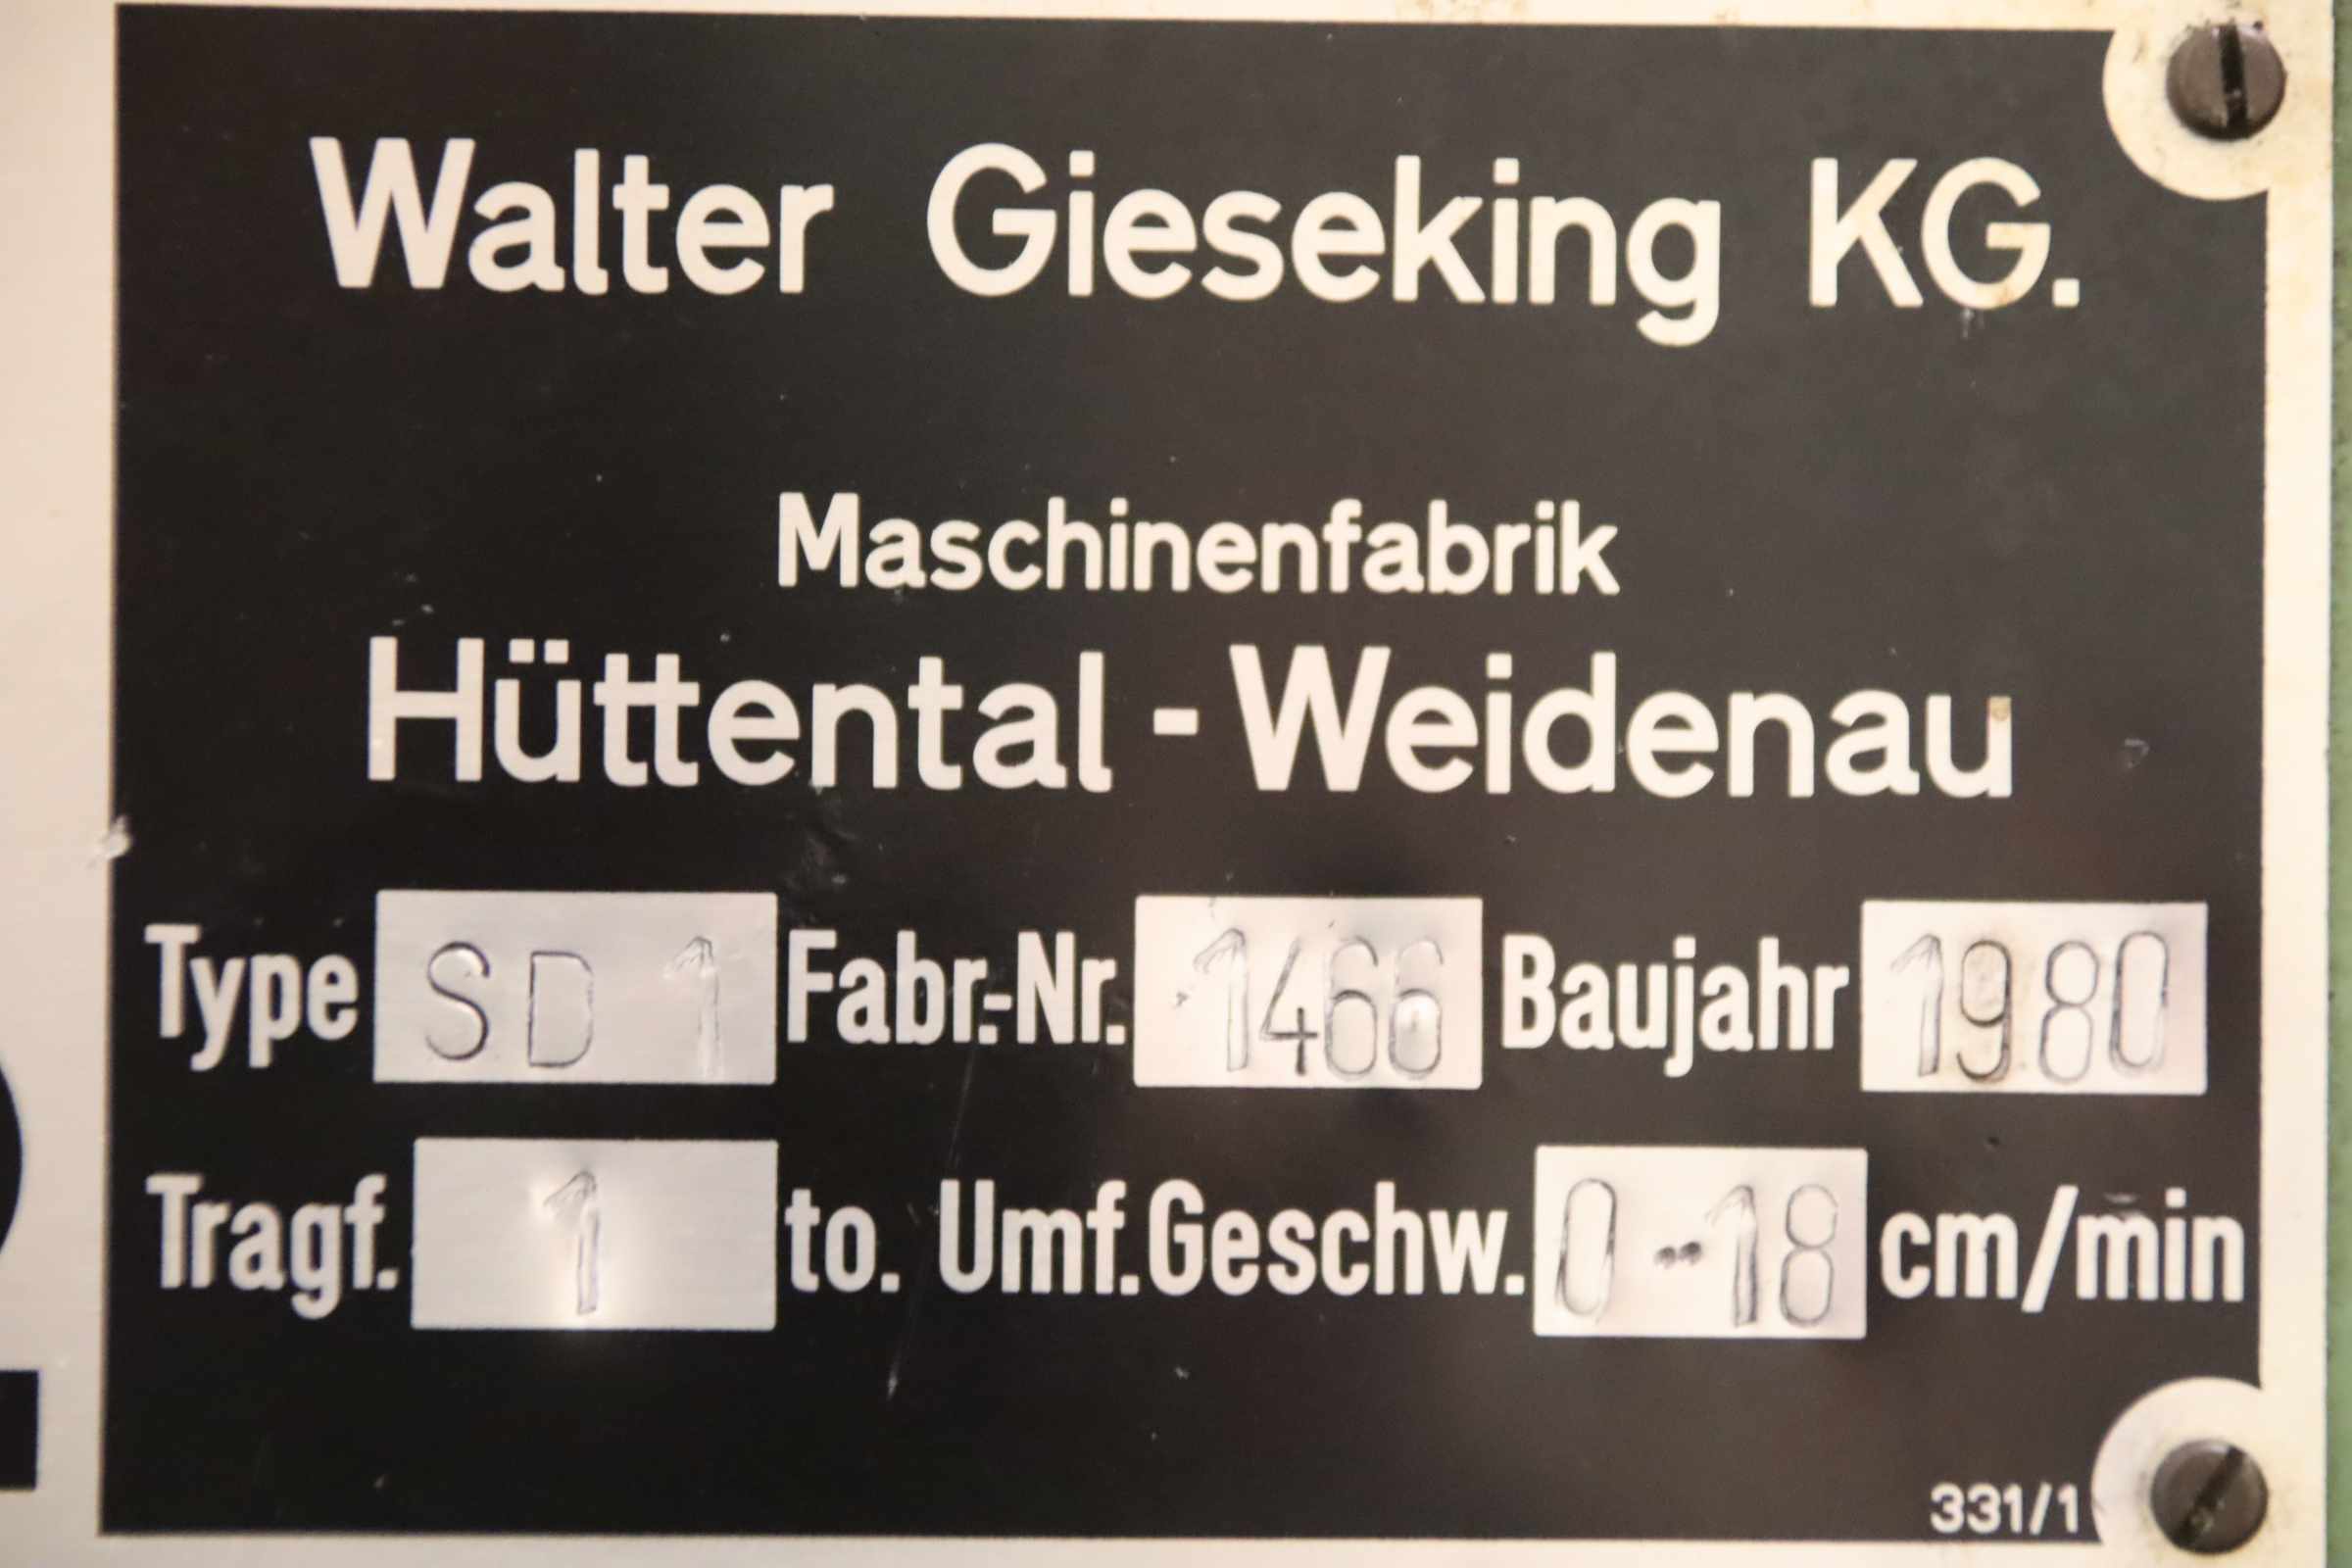 Walter Gieseking KG.
Maschinenfabrik
Hüttental - Weidenau
Type SD 1 Fabr.-Nr. 1466 Baujahr 1980
Tragf. 1 to. Umf.Geschw. 0--18 cm/min
331/1